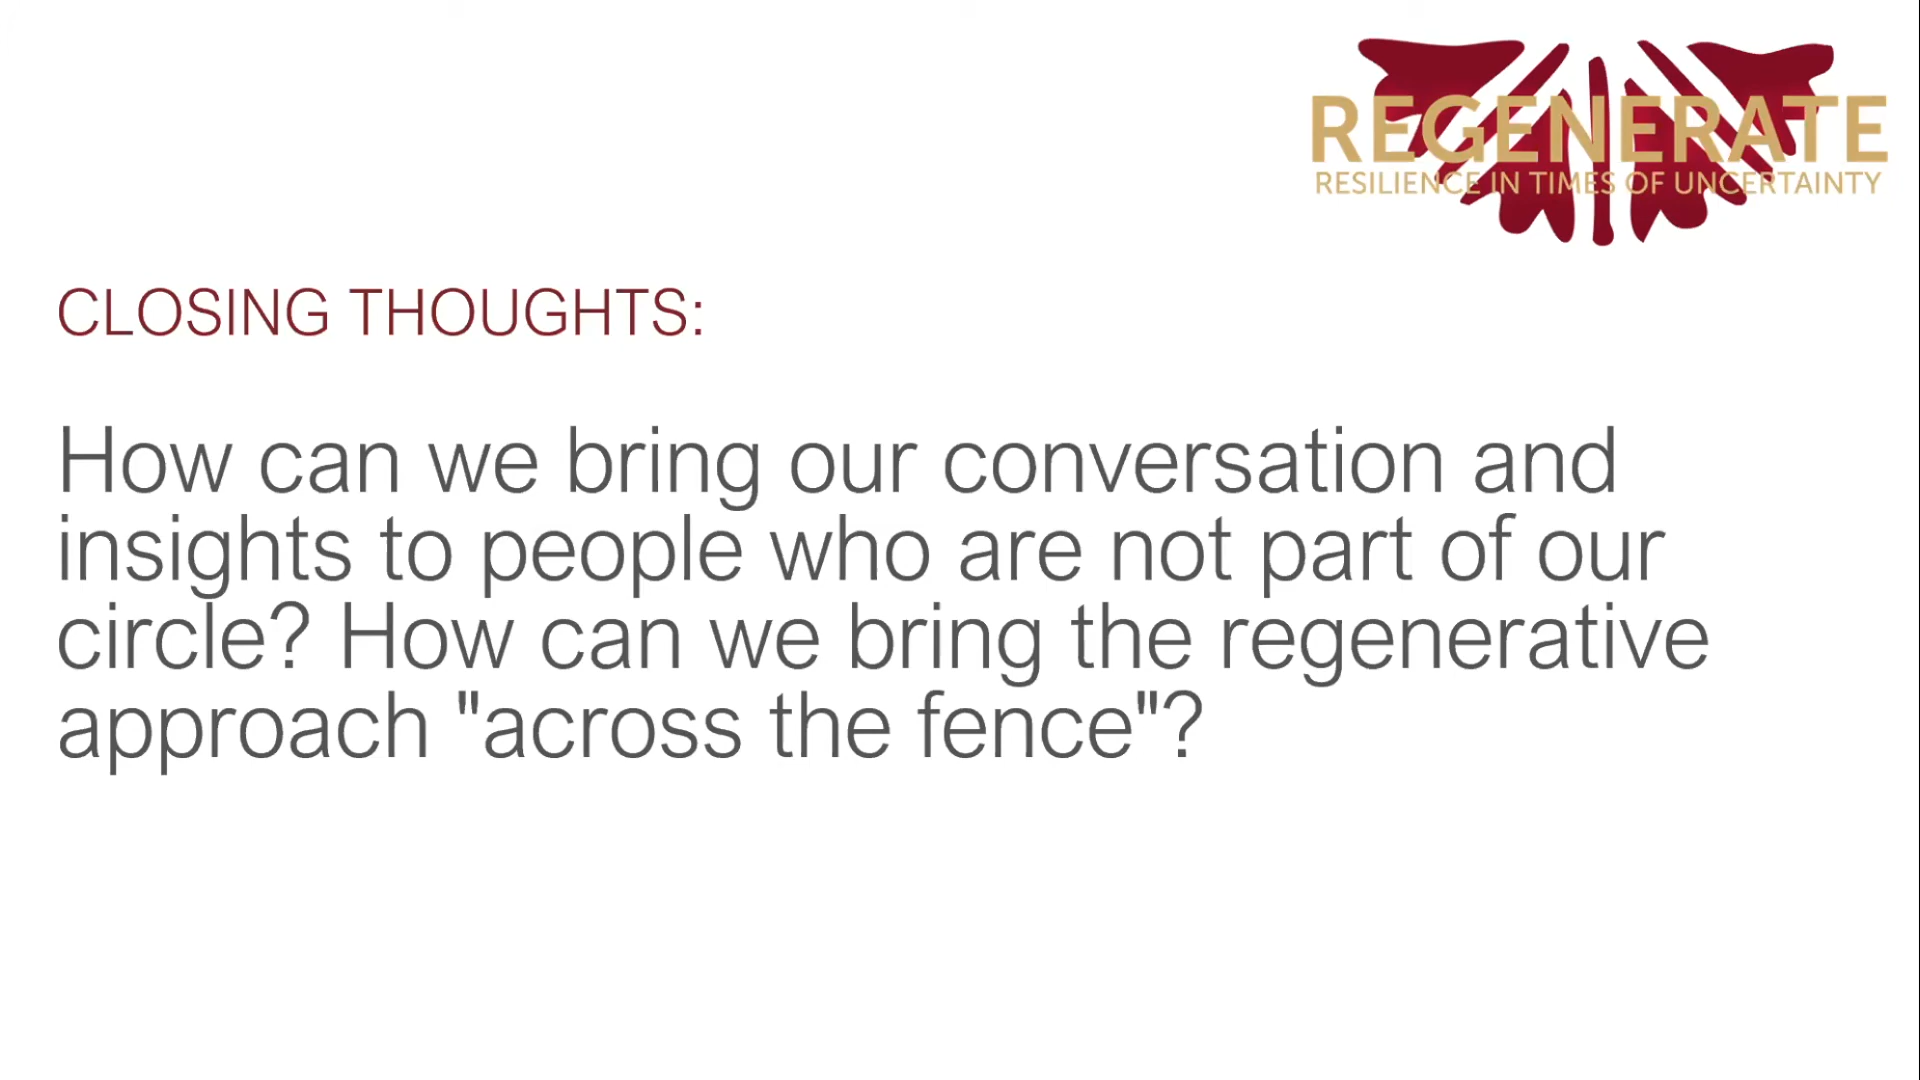 REGENERATE
RESILIENCE IN TIMES OF UNCERTAINTY
CLOSING THOUGHTS:
How can we bring our conversation and
insights to people who are not part of our
circle? How can we bring the regenerative
approach "across the fence"?